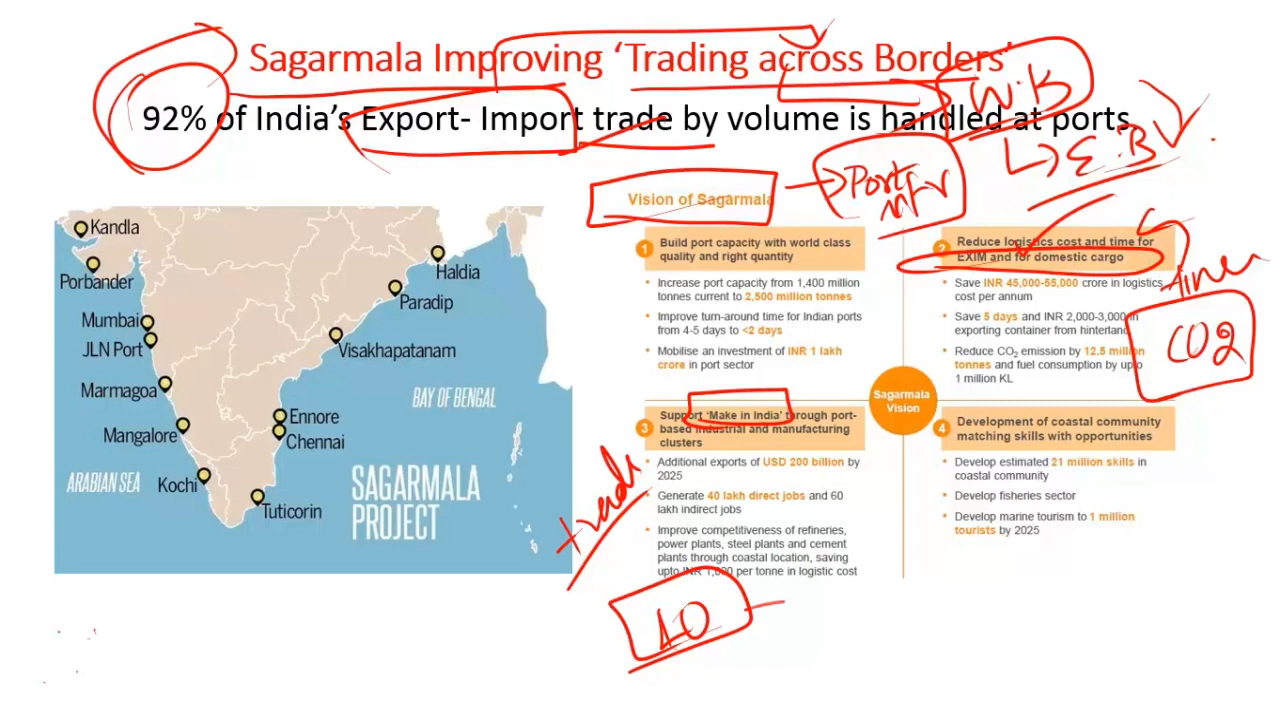 Sagarmala Improving ‘Trading across Borders’
W.B
92% of India’s Export- Import trade by volume is handled at ports
E.B
Port
Vision of Sagarmala
Kandla
Porbander
Mumbai
JLN Port
Marmagoa
Mangalore
Kochi
Tuticorin
Chennai
Ennore
Visakhapatanam
Paradip
Haldia
ARABIAN SEA
BAY OF BENGAL
SAGARMALA
PROJECT
1
Build port capacity with world class
quality and right quantity
Increase port capacity from 1,400 million
tonnes current to 2,500 million tonnes
Improve turn-around time for Indian ports
from 4-5 days to <2 days
Mobilise an investment of INR 1 lakh
crore in port sector
2
Reduce logistics cost and time for
EXIM and for domestic cargo
Save INR 45,000-55,000 crore in logistics
cost per annum
Save 5 days and INR 2,000-3,000 in
exporting container from hinterland
Reduce CO₂ emission by 12.5 million
tonnes and fuel consumption by upto
1 million KL
CO2
Sagarmala
Vision
3
Support ‘Make in India’ through port-
based industrial and manufacturing
clusters
Additional exports of USD 200 billion by
2025
Generate 40 lakh direct jobs and 60
lakh indirect jobs
Improve competitiveness of refineries,
power plants, steel plants and cement
plants through coastal location, saving
upto INR 1,000 per tonne in logistic cost
4
Development of coastal community
matching skills with opportunities
Develop estimated 21 million skills in
coastal community
Develop fisheries sector
Develop marine tourism to 1 million
tourists by 2025
trade